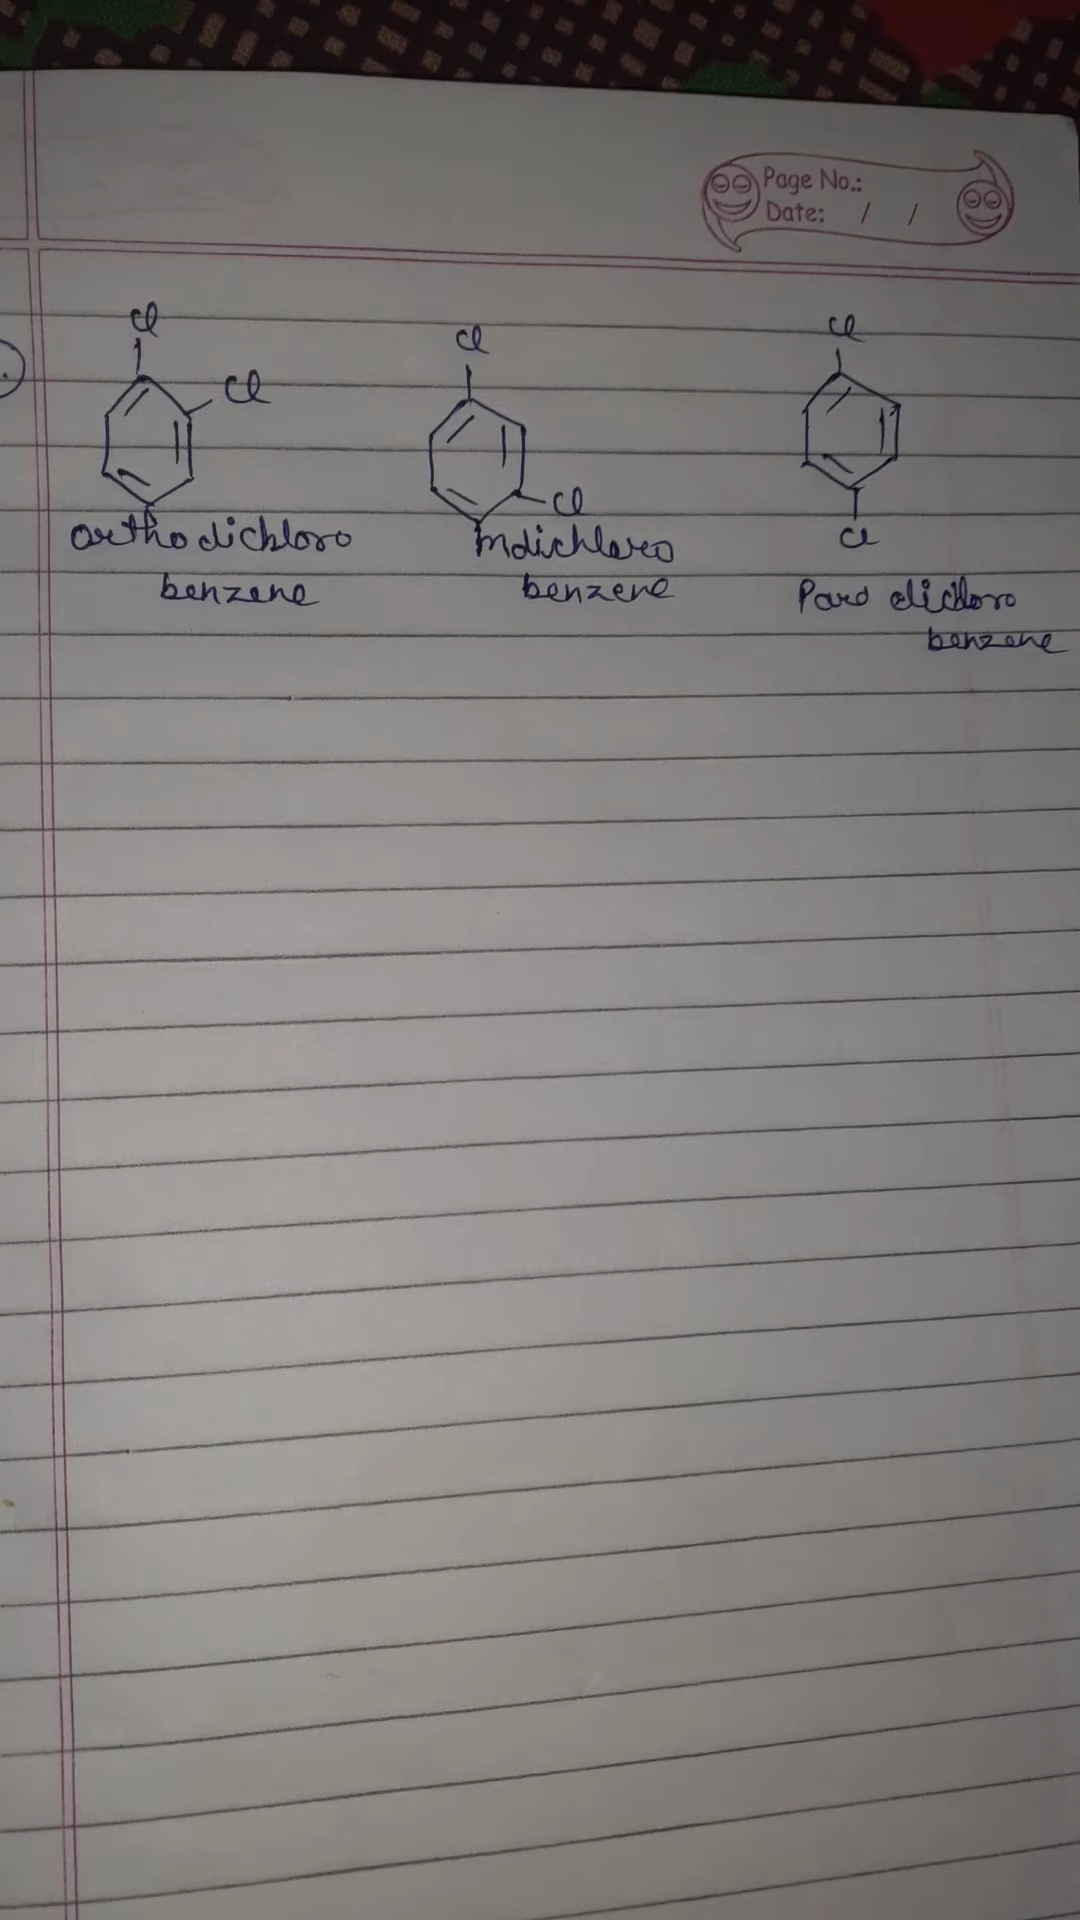 Page No.:
Date: / /
Cl
Cl
ortho dichloro
benzene
Cl
Cl
mdichloro
benzene
Cl
Cl
Para dichloro
benzene